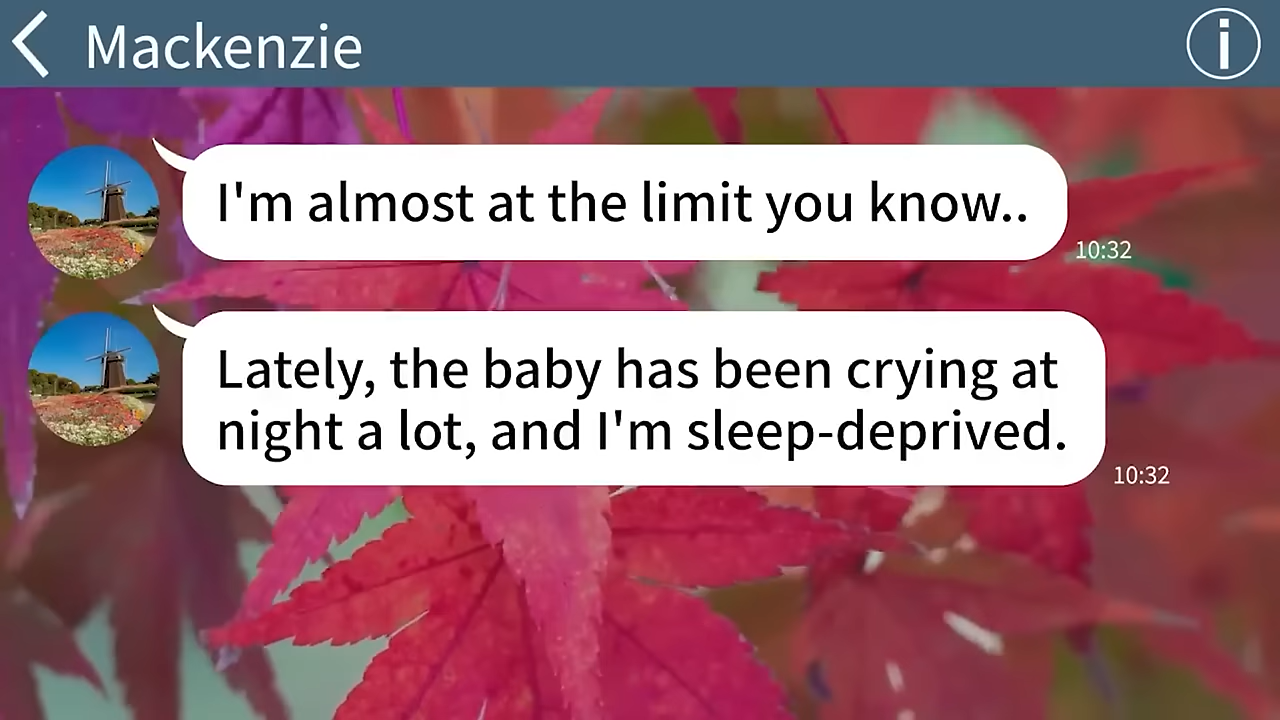 Mackenzie
I'm almost at the limit you know..
10:32
Lately, the baby has been crying at
night a lot, and I'm sleep-deprived.
10:32